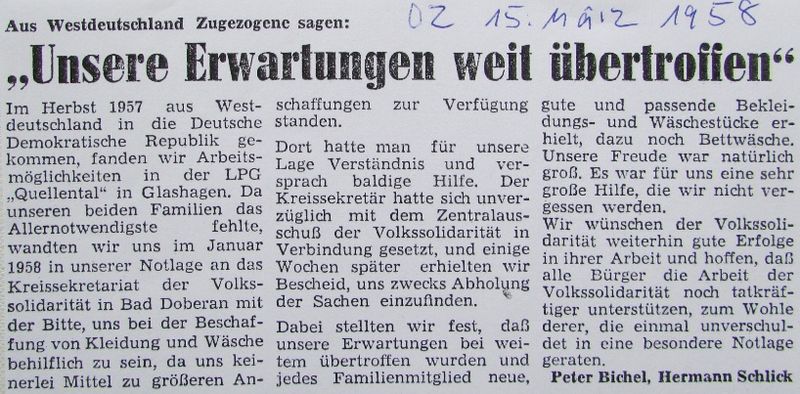 Aus Westdeutschland Zugezogene sagen:
OZ 15. März 1958
„Unsere Erwartungen weit übertroffen“
Im Herbst 1957 aus West-
deutschland in die Deutsche
Demokratische Republik ge-
kommen, fanden wir Arbeits-
möglichkeiten in der LPG
„Quellental“ in Glashagen. Da
unseren beiden Familien das
Allernotwendigste fehlte,
wandten wir uns im Januar
1958 in unserer Notlage an das
Kreissekretariat der Volks-
solidarität in Bad Doberan mit
der Bitte, uns bei der Beschaf-
fung von Kleidung und Wäsche
behilflich zu sein, da uns kei-
nerlei Mittel zu größeren An-
schaffungen zur Verfügung
standen.
Dort hatte man für unsere
Lage Verständnis und ver-
sprach baldige Hilfe. Der
Kreissekretär hatte sich unver-
züglich mit dem Zentralaus-
schuß der Volkssolidarität in
Verbindung gesetzt, und einige
Wochen später erhielten wir
Bescheid, uns zwecks Abholung
der Sachen einzufinden.
Dabei stellten wir fest, daß
unsere Erwartungen bei wei-
tem übertroffen wurden und
jedes Familienmitglied neue,
gute und passende Beklei-
dungs- und Wäschestücke er-
hielt, dazu noch Bettwäsche.
Unsere Freude war natürlich
groß. Es war für uns eine sehr
große Hilfe, die wir nicht ver-
gessen werden.
Wir wünschen der Volkssoli-
darität weiterhin gute Erfolge
in ihrer Arbeit und hoffen, daß
alle Bürger die Arbeit der
Volkssolidarität noch tatkräf-
tiger unterstützen, zum Wohle
derer, die einmal unverschul-
det in eine besondere Notlage
geraten.
Peter Bichel, Hermann Schlick